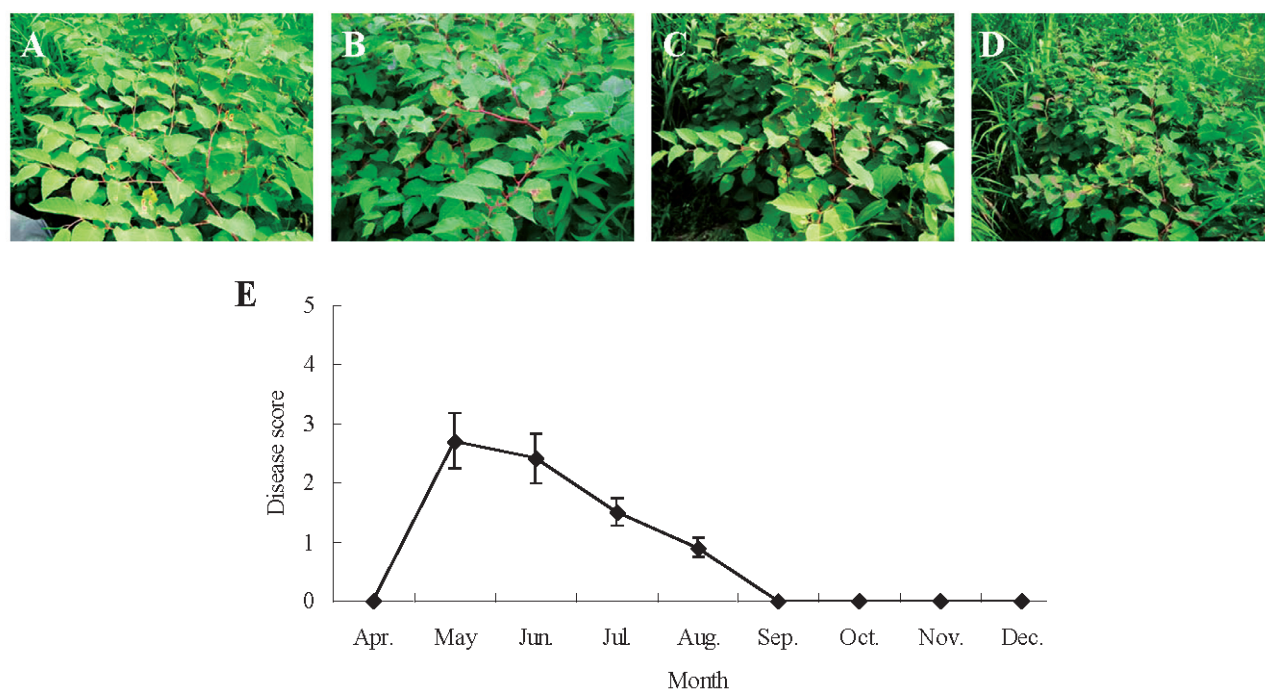 A B C D
E
5
4
3
2
1
0
Disease score
Apr. May Jun. Jul. Aug. Sep. Oct. Nov. Dec.
Month